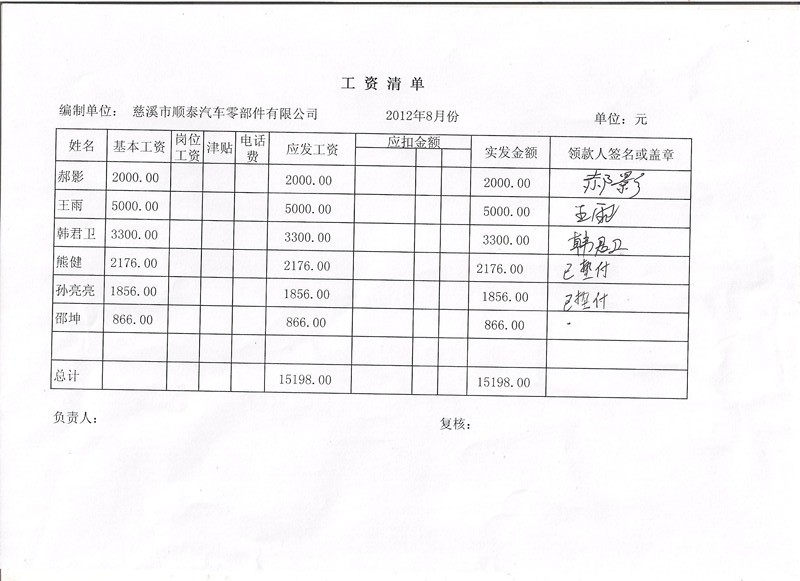 工资清单
编制单位： 慈溪市顺泰汽车零部件有限公司 2012年8月份 单位：元
姓名 基本工资 岗位工资 津贴 电话费 应发工资 应扣金额 实发金额 领款人签名或盖章
郝影 2000.00 2000.00 2000.00 郝影
王雨 5000.00 5000.00 5000.00 王雨
韩君卫 3300.00 3300.00 3300.00 韩君卫
熊健 2176.00 2176.00 2176.00 已垫付
孙亮亮 1856.00 1856.00 1856.00 已垫付
邵坤 866.00 866.00 866.00
总计 15198.00 15198.00
负责人： 复核：